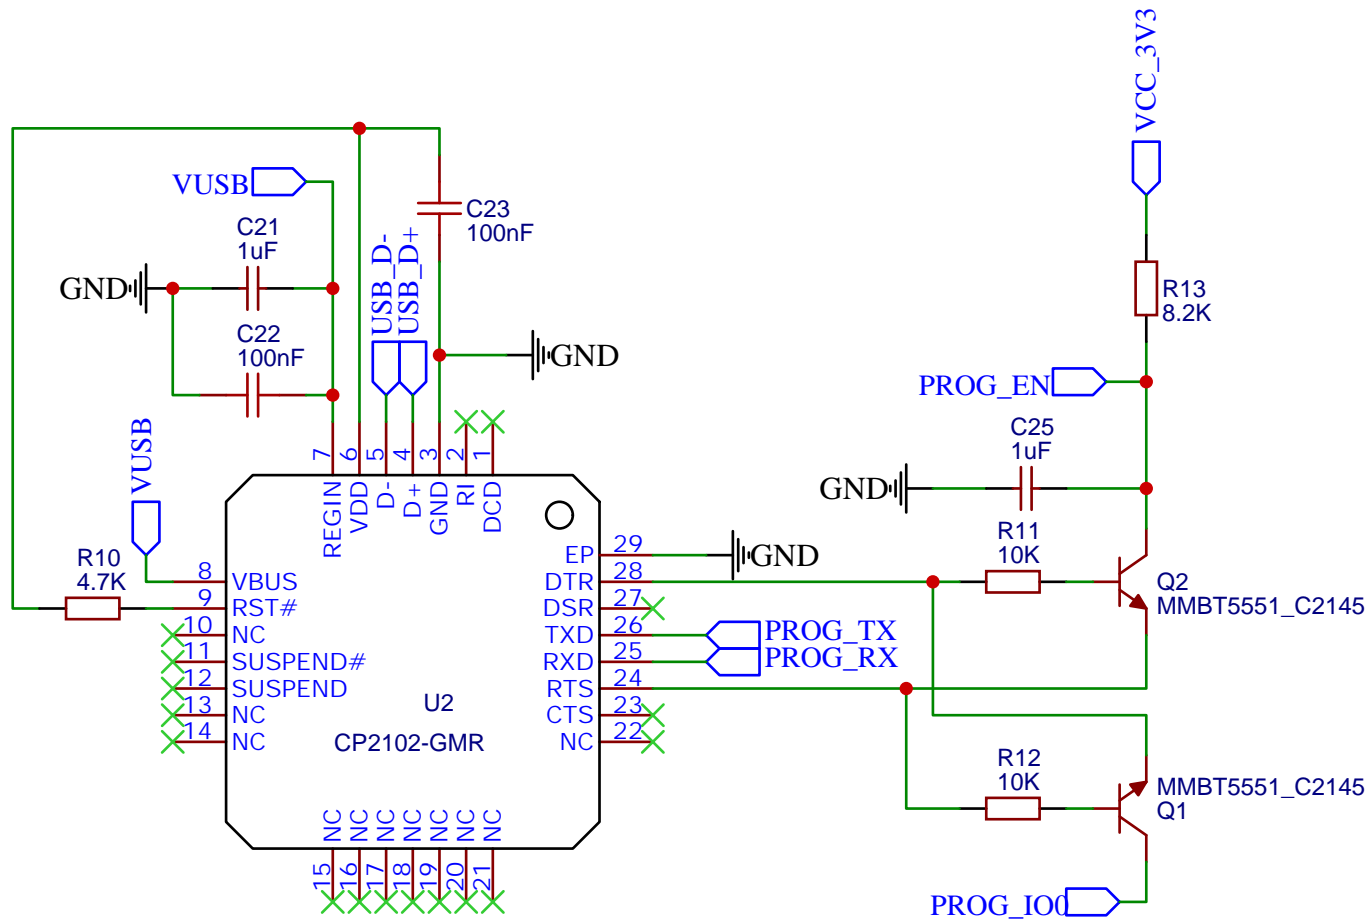 VCC_3V3
VUSB
C23
100nF
C21
1uF
USB_D-
USB_D+
GND
R13
8.2K
C22
100nF
GND
PROG_EN
VUSB
C25
1uF
GND
7
6
5
4
3
2
1
REGIN
VDD
D-
D+
GND
RI
DCD
R10
4.7K
R11
10K
EP
29
GND
8
VBUS
DTR
28
9
RST#
DSR
27
10
NC
TXD
26
PROG_TX
11
SUSPEND#
RXD
25
PROG_RX
12
SUSPEND
RTS
24
13
NC
CTS
23
14
NC
NC
22
Q2
MMBT5551_C2145
U2
CP2102-GMR
R12
10K
MMBT5551_C2145
Q1
NC
NC
NC
NC
NC
NC
NC
15
16
17
18
19
20
21
PROG_IO0